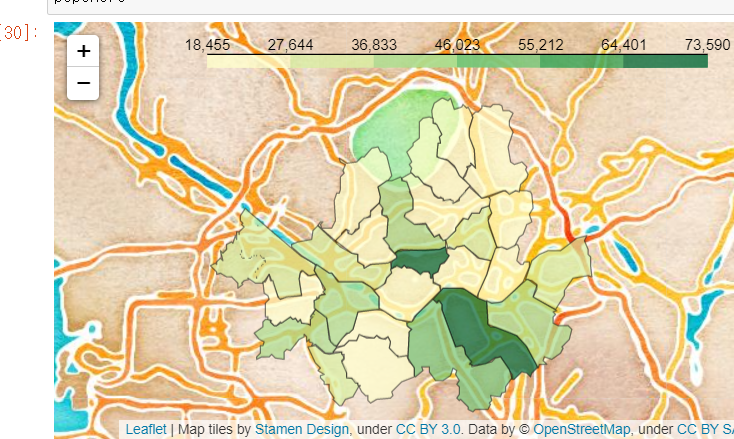 [30]:
+
−
18,455 27,644 36,833 46,023 55,212 64,401 73,590
Leaflet | Map tiles by Stamen Design, under CC BY 3.0. Data by © OpenStreetMap, under CC BY SA